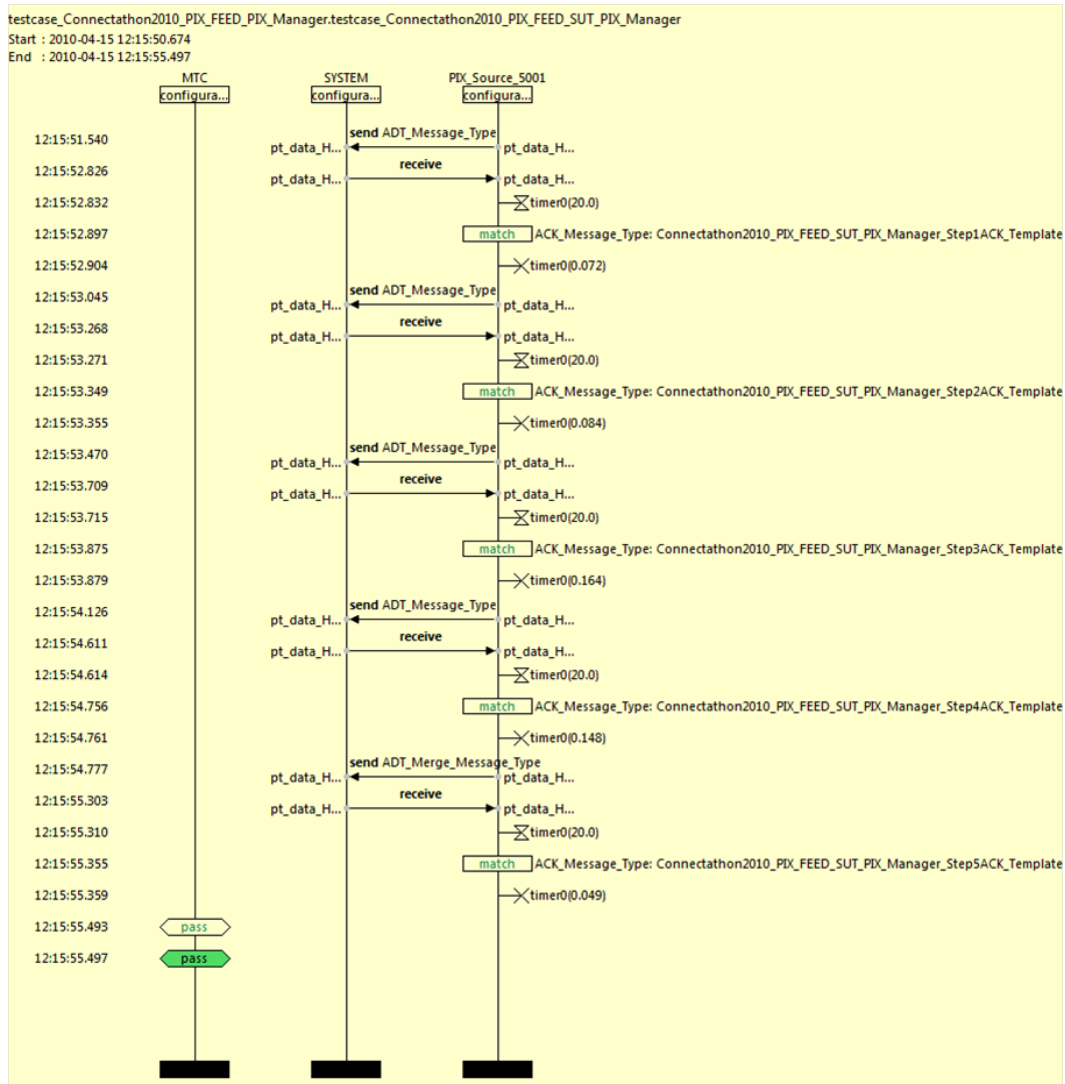 testcase_Connectathon2010_PIX_FEED_PIX_Manager.testcase_Connectathon2010_PIX_FEED_SUT_PIX_Manager
Start : 2010-04-15 12:15:50.674
End : 2010-04-15 12:15:55.497
MTC SYSTEM PIX_Source_5001
configura... configura... configura...
12:15:51.540 send ADT_Message_Type
pt_data_H... pt_data_H...
12:15:52.826 receive
pt_data_H... pt_data_H...
12:15:52.832 timer0(20.0)
12:15:52.897 match ACK_Message_Type: Connectathon2010_PIX_FEED_SUT_PIX_Manager_Step1ACK_Template
12:15:52.904 timer0(0.072)
12:15:53.045 send ADT_Message_Type
pt_data_H... pt_data_H...
12:15:53.268 receive
pt_data_H... pt_data_H...
12:15:53.271 timer0(20.0)
12:15:53.349 match ACK_Message_Type: Connectathon2010_PIX_FEED_SUT_PIX_Manager_Step2ACK_Template
12:15:53.355 timer0(0.084)
12:15:53.470 send ADT_Message_Type
pt_data_H... pt_data_H...
12:15:53.709 receive
pt_data_H... pt_data_H...
12:15:53.715 timer0(20.0)
12:15:53.875 match ACK_Message_Type: Connectathon2010_PIX_FEED_SUT_PIX_Manager_Step3ACK_Template
12:15:53.879 timer0(0.164)
12:15:54.126 send ADT_Message_Type
pt_data_H... pt_data_H...
12:15:54.611 receive
pt_data_H... pt_data_H...
12:15:54.614 timer0(20.0)
12:15:54.756 match ACK_Message_Type: Connectathon2010_PIX_FEED_SUT_PIX_Manager_Step4ACK_Template
12:15:54.761 timer0(0.148)
12:15:54.777 send ADT_Merge_Message_Type
pt_data_H... pt_data_H...
12:15:55.303 receive
pt_data_H... pt_data_H...
12:15:55.310 timer0(20.0)
12:15:55.355 match ACK_Message_Type: Connectathon2010_PIX_FEED_SUT_PIX_Manager_Step5ACK_Template
12:15:55.359 timer0(0.049)
12:15:55.493 pass
12:15:55.497 pass